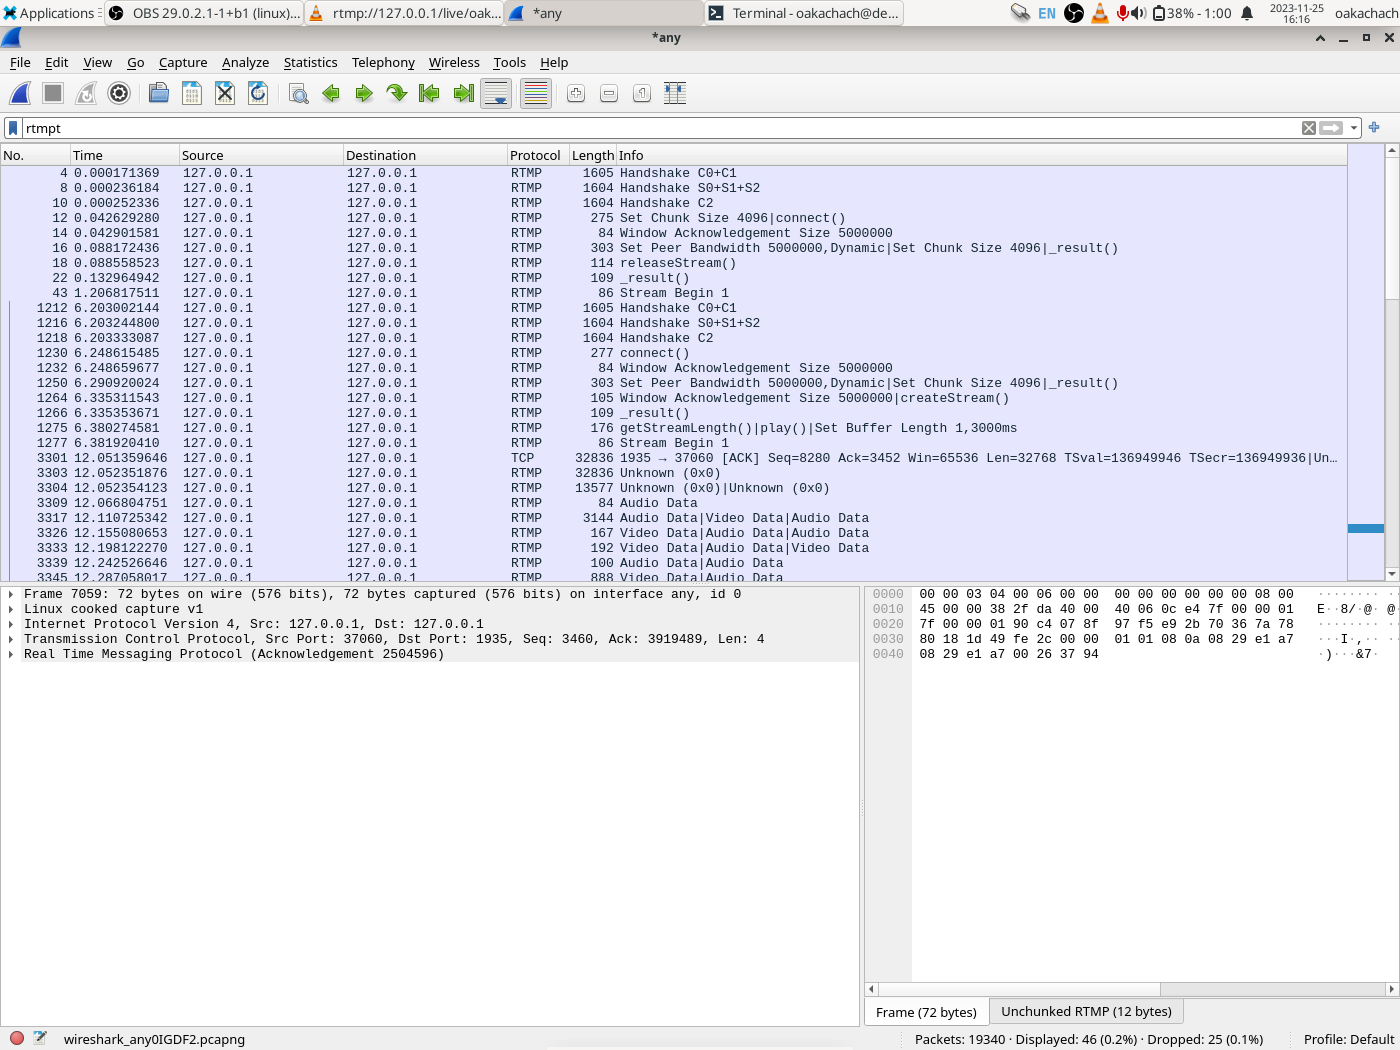 Applications OBS 29.0.2.1-1+b1 (linux)... rtmp://127.0.0.1/live/oak... *any Terminal - oakachach@de... EN 38% - 1:00 2023-11-25 16:16 oakachach
*any
File Edit View Go Capture Analyze Statistics Telephony Wireless Tools Help
rtmpt
No. Time Source Destination Protocol Length Info
4 0.000171369 127.0.0.1 127.0.0.1 RTMP 1605 Handshake C0+C1
8 0.000236184 127.0.0.1 127.0.0.1 RTMP 1604 Handshake S0+S1+S2
10 0.000252336 127.0.0.1 127.0.0.1 RTMP 1604 Handshake C2
12 0.042629280 127.0.0.1 127.0.0.1 RTMP 275 Set Chunk Size 4096|connect()
14 0.042901581 127.0.0.1 127.0.0.1 RTMP 84 Window Acknowledgement Size 5000000
16 0.088172436 127.0.0.1 127.0.0.1 RTMP 303 Set Peer Bandwidth 5000000,Dynamic|Set Chunk Size 4096|_result()
18 0.088558523 127.0.0.1 127.0.0.1 RTMP 114 releaseStream()
22 0.132964942 127.0.0.1 127.0.0.1 RTMP 109 _result()
43 1.206817511 127.0.0.1 127.0.0.1 RTMP 86 Stream Begin 1
1212 6.203002144 127.0.0.1 127.0.0.1 RTMP 1605 Handshake C0+C1
1216 6.203244800 127.0.0.1 127.0.0.1 RTMP 1604 Handshake S0+S1+S2
1218 6.203333087 127.0.0.1 127.0.0.1 RTMP 1604 Handshake C2
1230 6.248615485 127.0.0.1 127.0.0.1 RTMP 277 connect()
1232 6.248659677 127.0.0.1 127.0.0.1 RTMP 84 Window Acknowledgement Size 5000000
1250 6.290920024 127.0.0.1 127.0.0.1 RTMP 303 Set Peer Bandwidth 5000000,Dynamic|Set Chunk Size 4096|_result()
1264 6.335311543 127.0.0.1 127.0.0.1 RTMP 105 Window Acknowledgement Size 5000000|createStream()
1266 6.335353671 127.0.0.1 127.0.0.1 RTMP 109 _result()
1275 6.380274581 127.0.0.1 127.0.0.1 RTMP 176 getStreamLength()|play()|Set Buffer Length 1,3000ms
1277 6.381920410 127.0.0.1 127.0.0.1 RTMP 86 Stream Begin 1
3301 12.051359646 127.0.0.1 127.0.0.1 TCP 32836 1935 → 37060 [ACK] Seq=8280 Ack=3452 Win=65536 Len=32768 TSval=136949946 TSecr=136949936|Un…
3303 12.052351876 127.0.0.1 127.0.0.1 RTMP 32836 Unknown (0x0)
3304 12.052354123 127.0.0.1 127.0.0.1 RTMP 13577 Unknown (0x0)|Unknown (0x0)
3309 12.066804751 127.0.0.1 127.0.0.1 RTMP 84 Audio Data
3317 12.110725342 127.0.0.1 127.0.0.1 RTMP 3144 Audio Data|Video Data|Audio Data
3326 12.155080653 127.0.0.1 127.0.0.1 RTMP 167 Video Data|Audio Data|Audio Data
3333 12.198122270 127.0.0.1 127.0.0.1 RTMP 192 Video Data|Audio Data|Video Data
3339 12.242526646 127.0.0.1 127.0.0.1 RTMP 100 Audio Data|Audio Data
3345 12.287058017 127.0.0.1 127.0.0.1 RTMP 888 Video Data|Audio Data
Frame 7059: 72 bytes on wire (576 bits), 72 bytes captured (576 bits) on interface any, id 0
Linux cooked capture v1
Internet Protocol Version 4, Src: 127.0.0.1, Dst: 127.0.0.1
Transmission Control Protocol, Src Port: 37060, Dst Port: 1935, Seq: 3460, Ack: 3919489, Len: 4
Real Time Messaging Protocol (Acknowledgement 2504596)
0000 00 00 03 04 00 06 00 00 00 00 00 00 00 00 08 00 ········ ·
0010 45 00 00 38 2f da 40 00 40 06 0c e4 7f 00 00 01 E··8/·@· @
0020 7f 00 00 01 90 c4 07 8f 97 f5 e9 2b 70 36 7a 78 ········ ·
0030 80 18 1d 49 fe 2c 00 00 01 01 08 0a 08 29 e1 a7 ···I·,·· ·
0040 08 29 e1 a7 00 26 37 94 ·)···&7·
Frame (72 bytes) Unchunked RTMP (12 bytes)
wireshark_any0IGDF2.pcapng Packets: 19340 · Displayed: 46 (0.2%) · Dropped: 25 (0.1%) Profile: Default